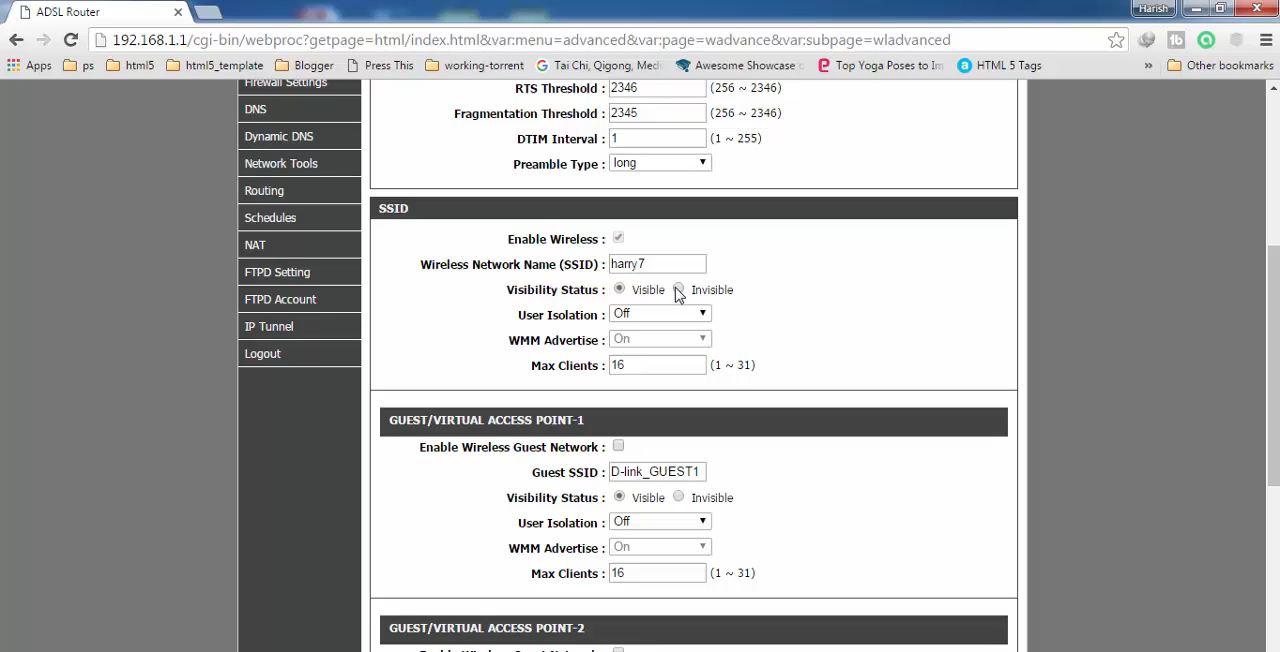 ADSL Router
Harish
192.168.1.1/cgi-bin/webproc?getpage=html/index.html&varmenu=advanced&var:page=wadvance&var:subpage=wladvanced
Apps ps html5 html5_template Blogger Press This working-torrent Tai Chi, Qigong, Med Awesome Showcase Top Yoga Poses to Im HTML 5 Tags » Other bookmarks
Firewall Settings
DNS
Dynamic DNS
Network Tools
Routing
Schedules
NAT
FTPD Setting
FTPD Account
IP Tunnel
Logout
RTS Threshold : 2346 (256 ~ 2346)
Fragmentation Threshold : 2345 (256 ~ 2346)
DTIM Interval : 1 (1 ~ 255)
Preamble Type : long
SSID
Enable Wireless :
Wireless Network Name (SSID) : harry7
Visibility Status : Visible Invisible
User Isolation : Off
WMM Advertise : On
Max Clients : 16 (1 ~ 31)
GUEST/VIRTUAL ACCESS POINT-1
Enable Wireless Guest Network :
Guest SSID : D-link_GUEST1
Visibility Status : Visible Invisible
User Isolation : Off
WMM Advertise : On
Max Clients : 16 (1 ~ 31)
GUEST/VIRTUAL ACCESS POINT-2